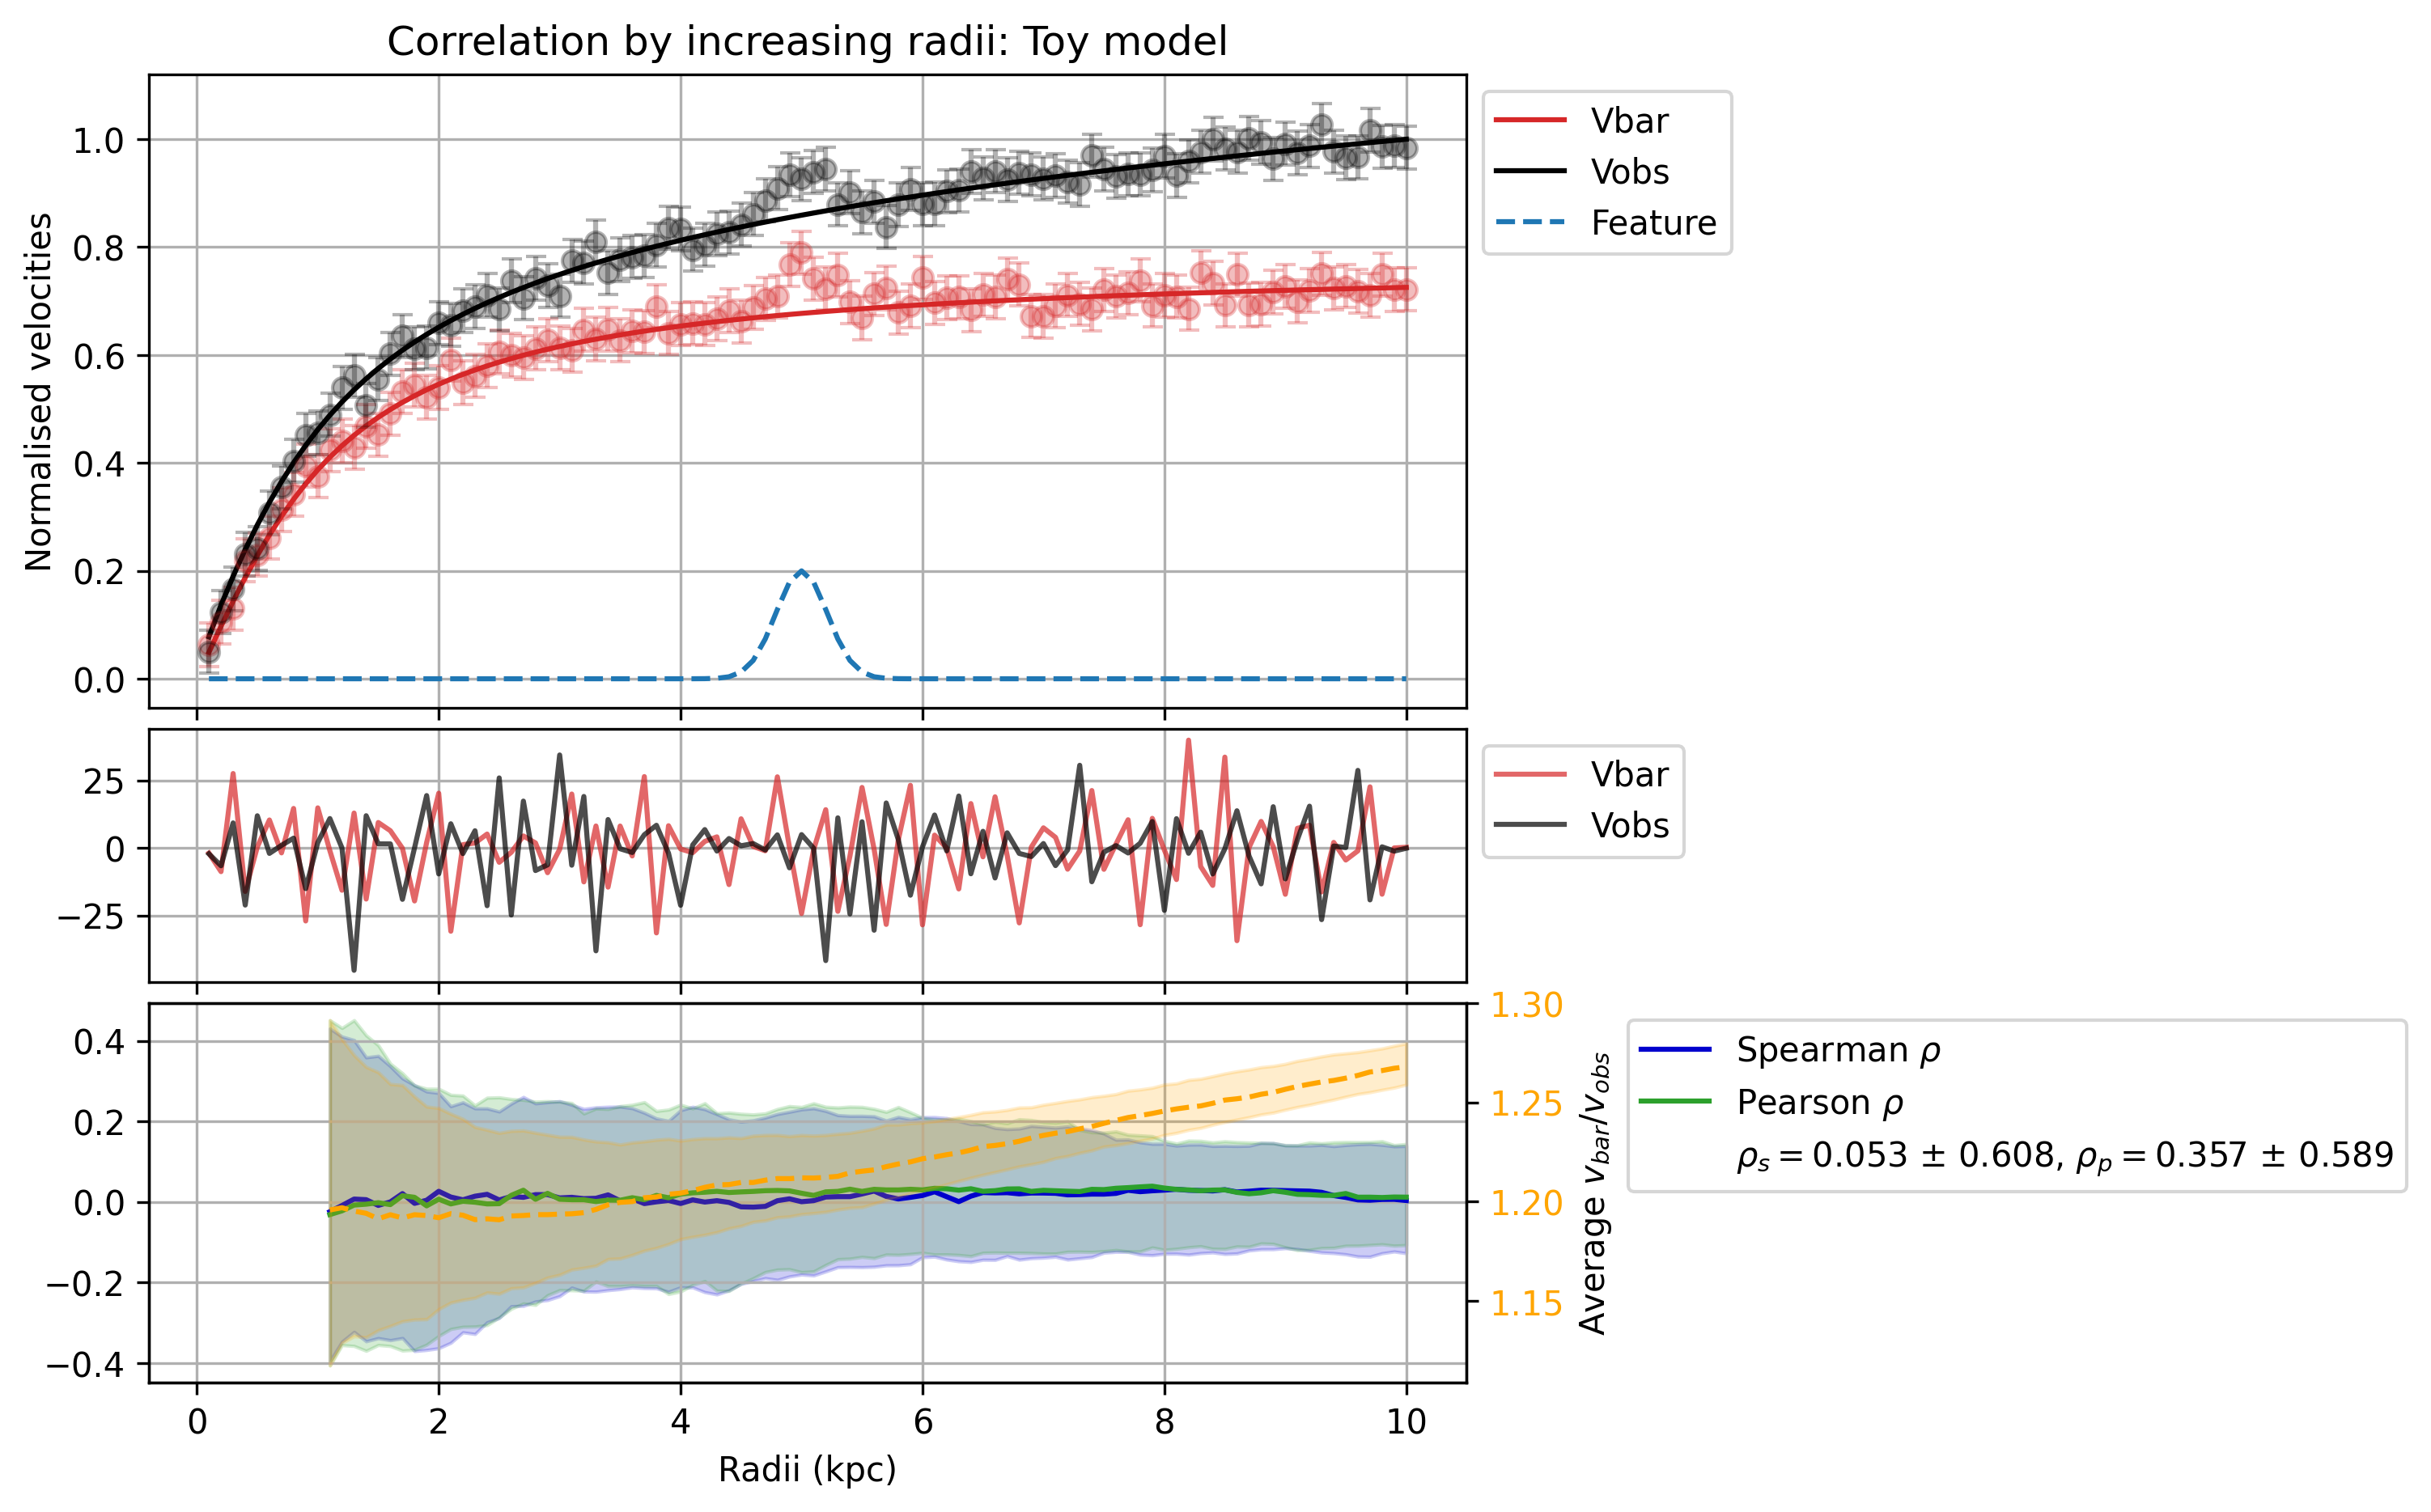 Correlation by increasing radii: Toy model
Normalised velocities
1.0
0.8
0.6
0.4
0.2
0.0
Vbar
Vobs
Feature
25
0
−25
Vbar
Vobs
0.4
0.2
0.0
−0.2
−0.4
1.30
1.25
1.20
1.15
Average v_bar/v_obs
Spearman ρ
Pearson ρ
ρ_s = 0.053 ± 0.608, ρ_p = 0.357 ± 0.589
0 2 4 6 8 10
Radii (kpc)